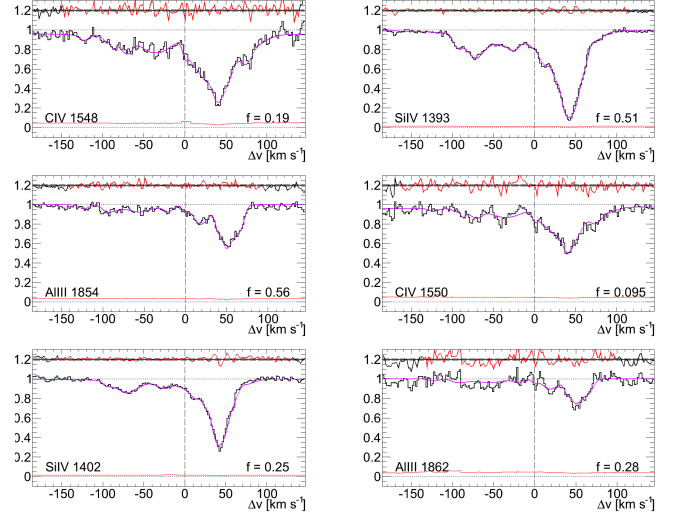 1.2
1
0.8
0.6
0.4
0.2
0
CIV 1548
f = 0.19
-150 -100 -50 0 50 100
Δv [km s-1]
1.2
1
0.8
0.6
0.4
0.2
0
SiIV 1393
f = 0.51
-150 -100 -50 0 50 100
Δv [km s-1]
1.2
1
0.8
0.6
0.4
0.2
0
AlIII 1854
f = 0.56
-150 -100 -50 0 50 100
Δv [km s-1]
1.2
1
0.8
0.6
0.4
0.2
0
CIV 1550
f = 0.095
-150 -100 -50 0 50 100
Δv [km s-1]
1.2
1
0.8
0.6
0.4
0.2
0
SiIV 1402
f = 0.25
-150 -100 -50 0 50 100
Δv [km s-1]
1.2
1
0.8
0.6
0.4
0.2
0
AlIII 1862
f = 0.28
-150 -100 -50 0 50 100
Δv [km s-1]